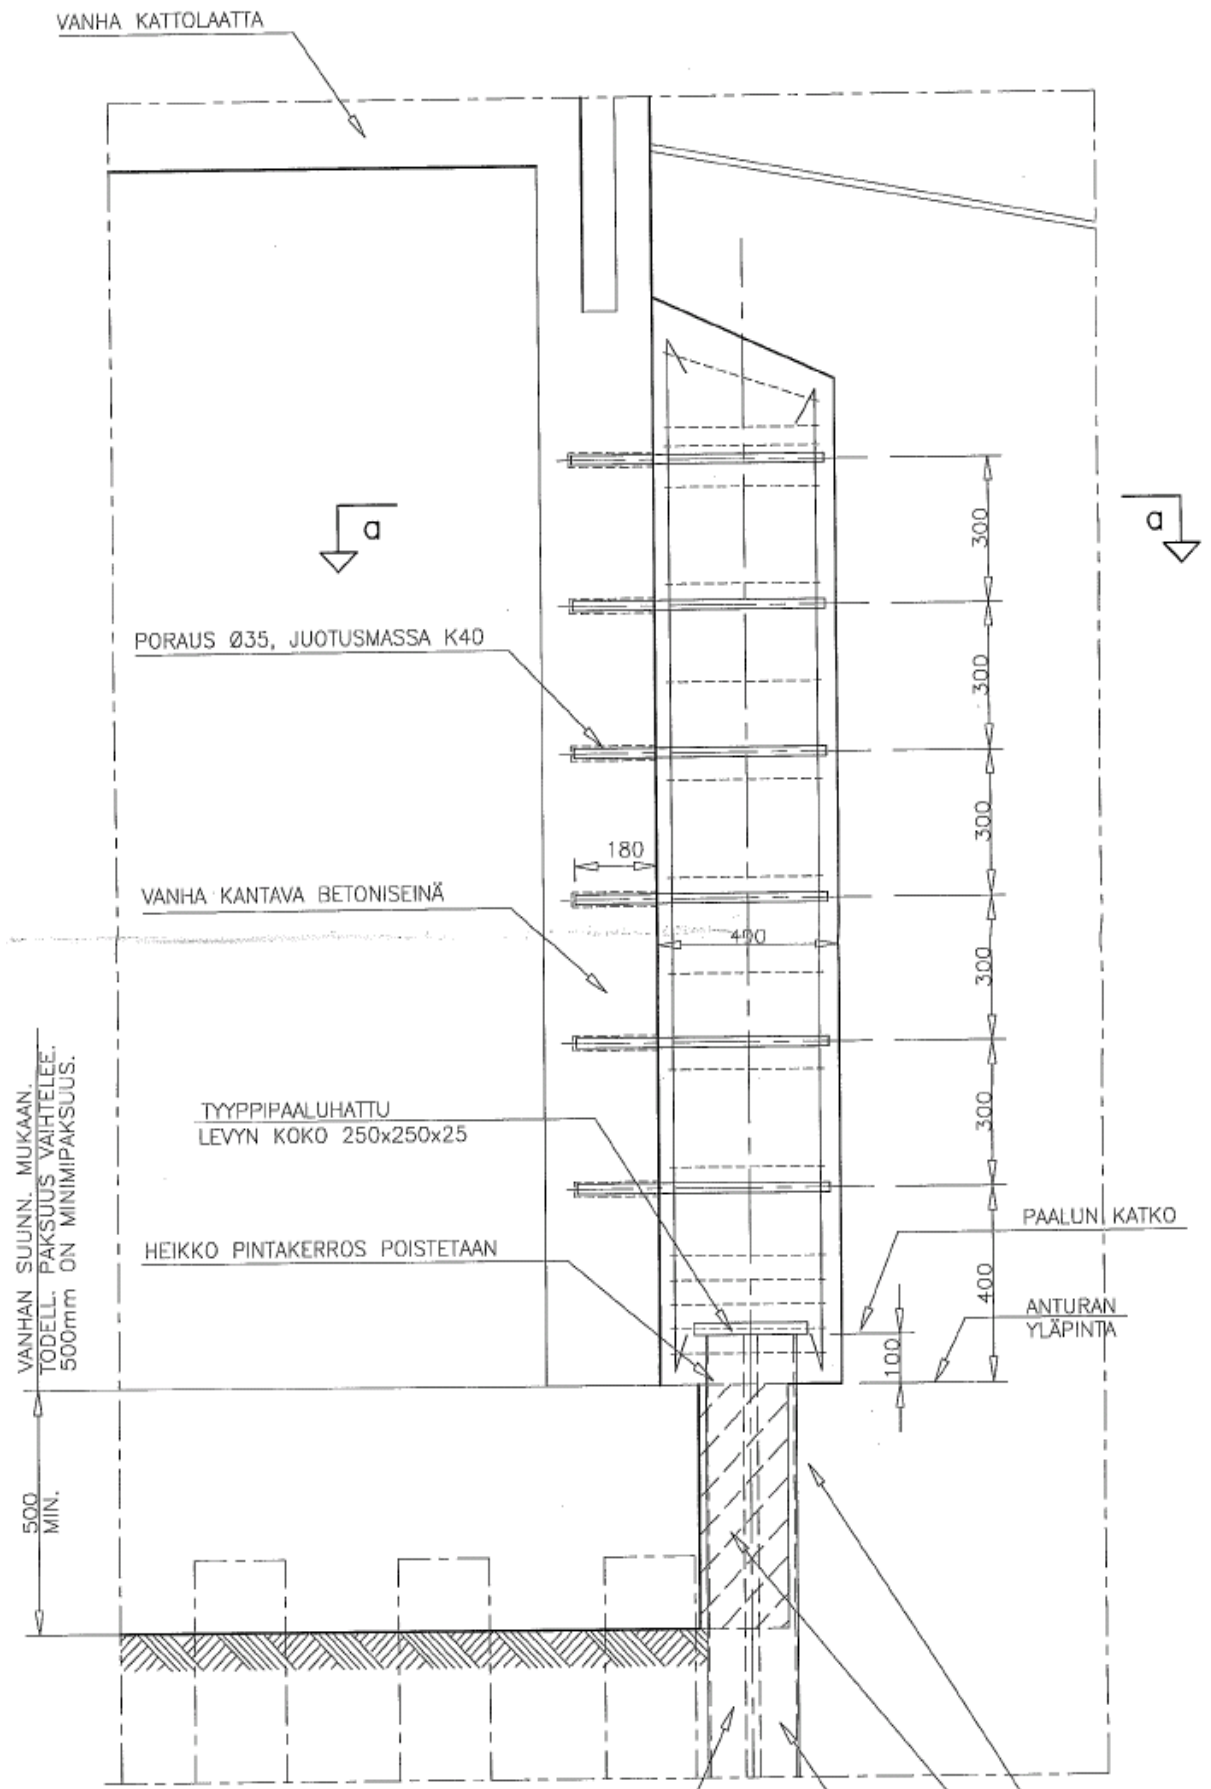 VANHA KATTOLAATTA
300
a
a
PORAUS Ø35, JUOTUSMASSA K40
300
300
180
VANHA KANTAVA BETONISEINÄ
400
300
VANHAN SUUNN. MUKAAN.
TODELL. PAKSUUS VAIHTELEE.
500mm ON MINIMIPAKSUUS.
TYYPPIPAALUHATTU
LEVYN KOKO 250x250x25
300
PAALUN KATKO
HEIKKO PINTAKERROS POISTETAAN
400
ANTURAN
YLÄPINTA
100
500
MIN.